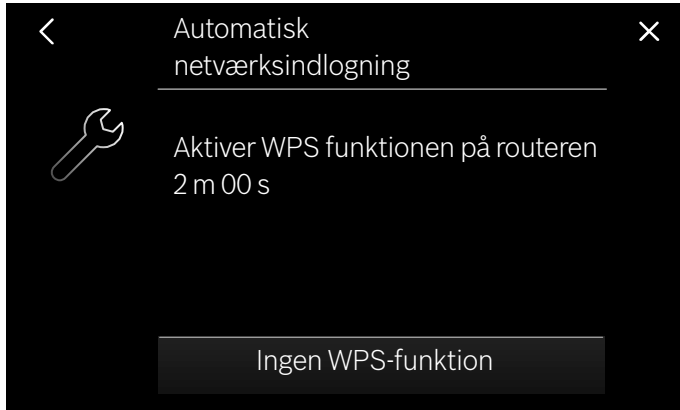 Automatisk
netværksindlogning
Aktiver WPS funktionen på routeren
2 m 00 s
Ingen WPS-funktion